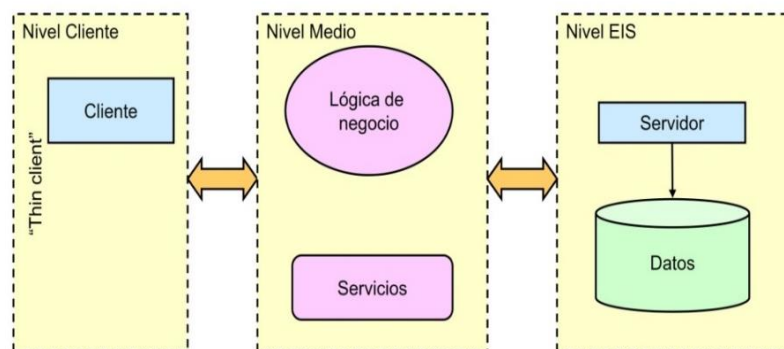 Nivel Cliente
Cliente
“Thin client”
Nivel Medio
Lógica de
negocio
Servicios
Nivel EIS
Servidor
Datos